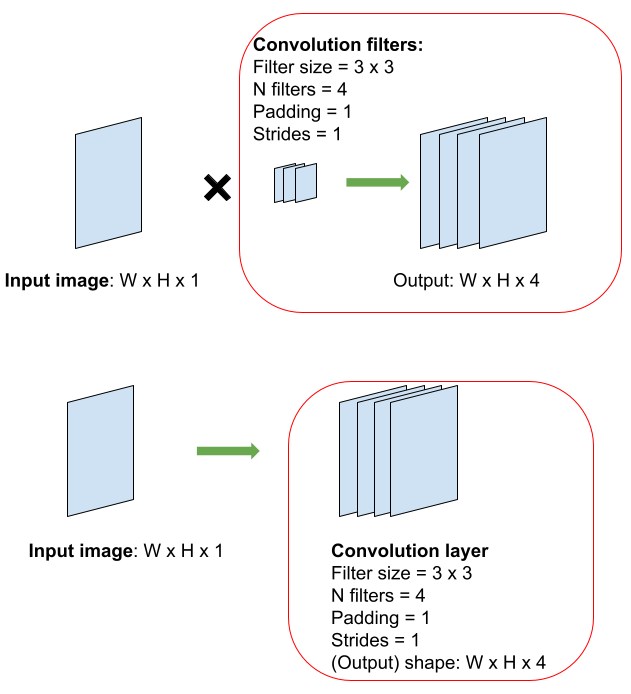 Convolution filters:
Filter size = 3 x 3
N filters = 4
Padding = 1
Strides = 1
Input image: W x H x 1
Output: W x H x 4
Input image: W x H x 1
Convolution layer
Filter size = 3 x 3
N filters = 4
Padding = 1
Strides = 1
(Output) shape: W x H x 4